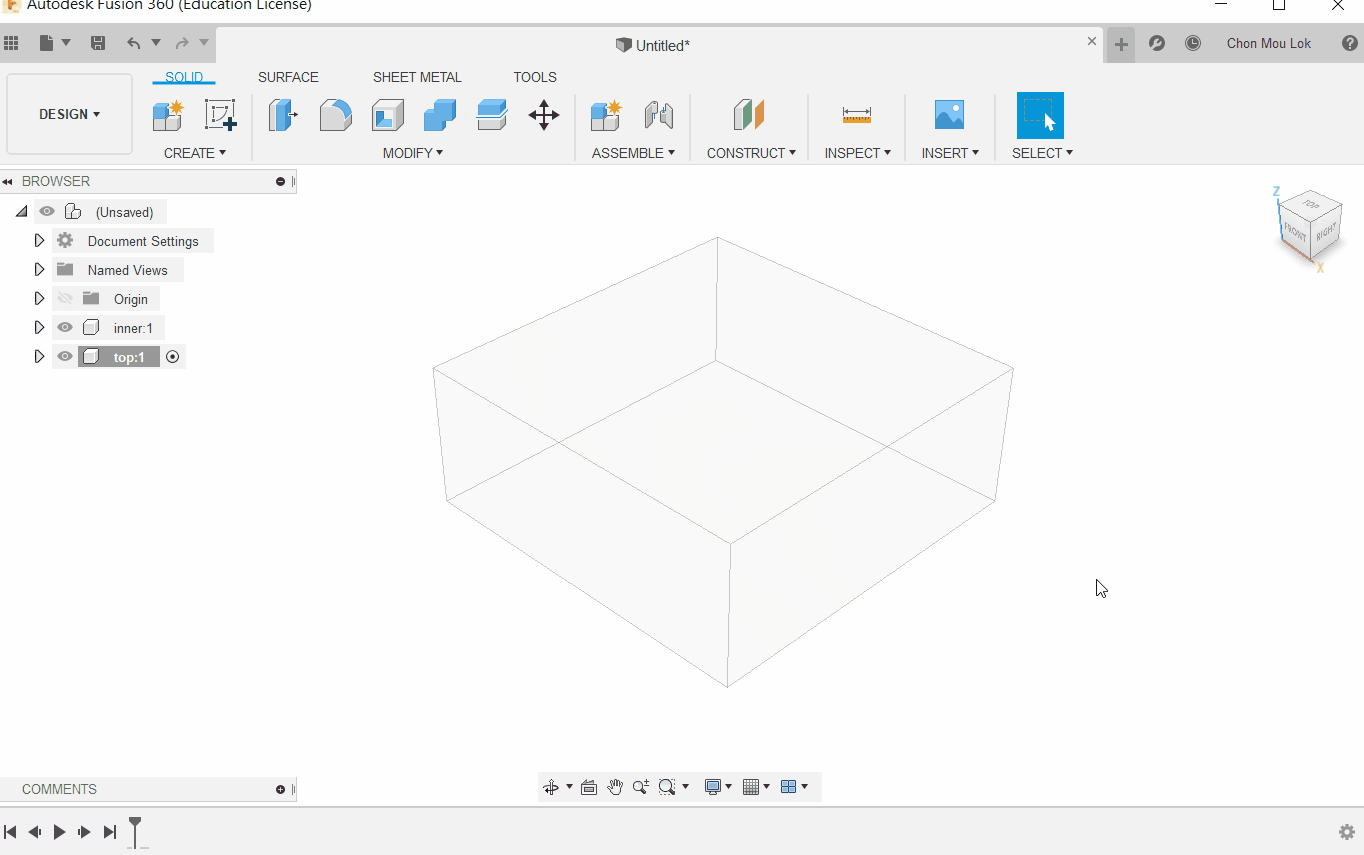 Autodesk Fusion 360 (Education License)
Untitled*
Chon Mou Lok
SOLID SURFACE SHEET METAL TOOLS
DESIGN
CREATE MODIFY ASSEMBLE CONSTRUCT INSPECT INSERT SELECT
BROWSER
(Unsaved)
Document Settings
Named Views
Origin
inner:1
top:1
Z
TOP
FRONT RIGHT
X
COMMENTS